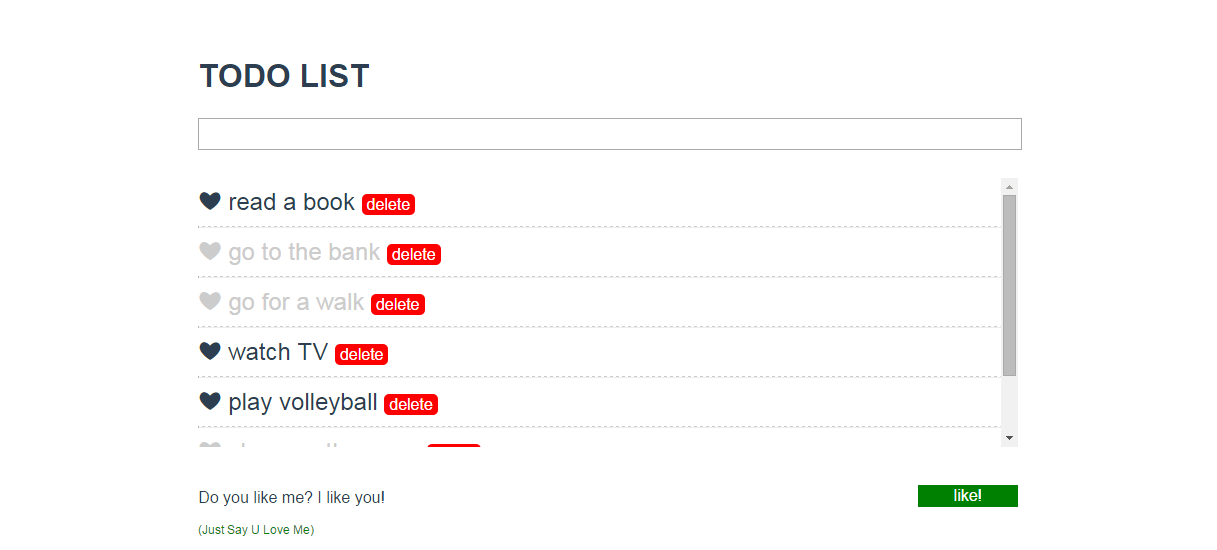 TODO LIST
read a book delete
go to the bank delete
go for a walk delete
watch TV delete
play volleyball delete
Do you like me? I like you!
like!
(Just Say U Love Me)